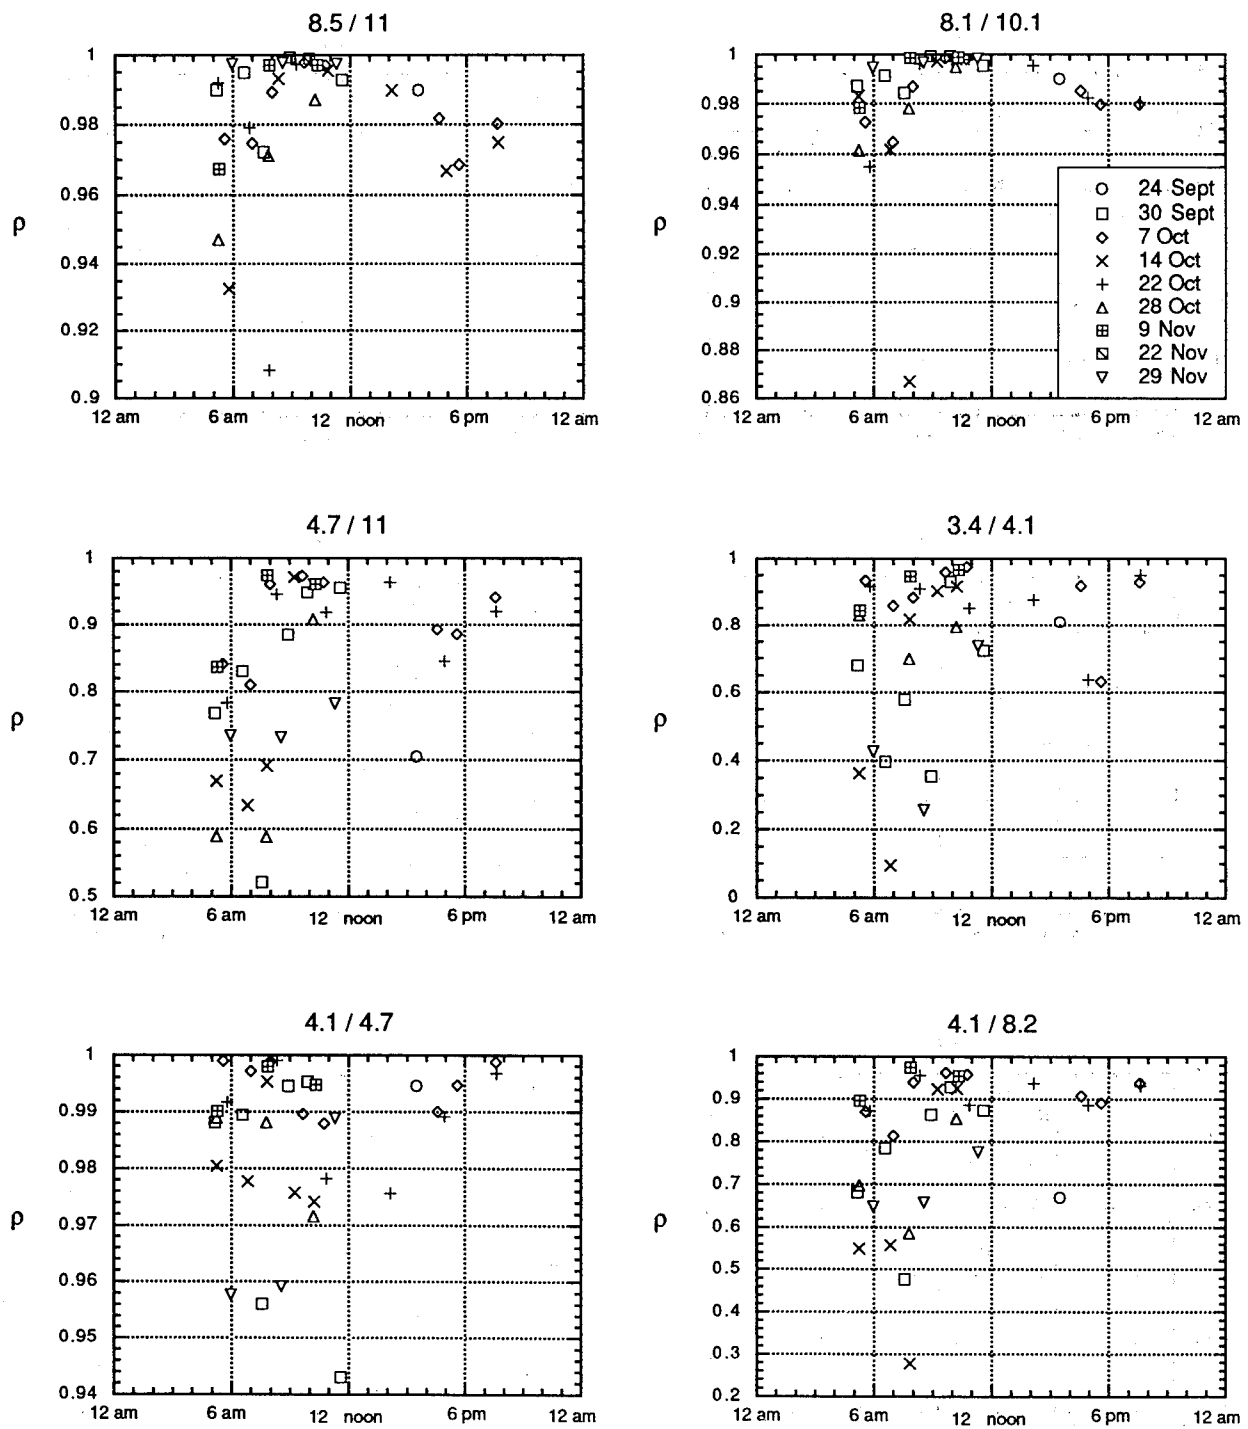 8.5 / 11
ρ
1
0.98
0.96
0.94
0.92
0.9
12 am 6 am 12 noon 6 pm 12 am
8.1 / 10.1
ρ
1
0.98
0.96
0.94
0.92
0.9
0.88
0.86
12 am 6 am 12 noon 6 pm 12 am
24 Sept
30 Sept
7 Oct
14 Oct
22 Oct
28 Oct
9 Nov
22 Nov
29 Nov
4.7 / 11
ρ
1
0.9
0.8
0.7
0.6
0.5
12 am 6 am 12 noon 6 pm 12 am
3.4 / 4.1
ρ
1
0.8
0.6
0.4
0.2
0
12 am 6 am 12 noon 6 pm 12 am
4.1 / 4.7
ρ
1
0.99
0.98
0.97
0.96
0.95
0.94
12 am 6 am 12 noon 6 pm 12 am
4.1 / 8.2
ρ
1
0.9
0.8
0.7
0.6
0.5
0.4
0.3
0.2
12 am 6 am 12 noon 6 pm 12 am